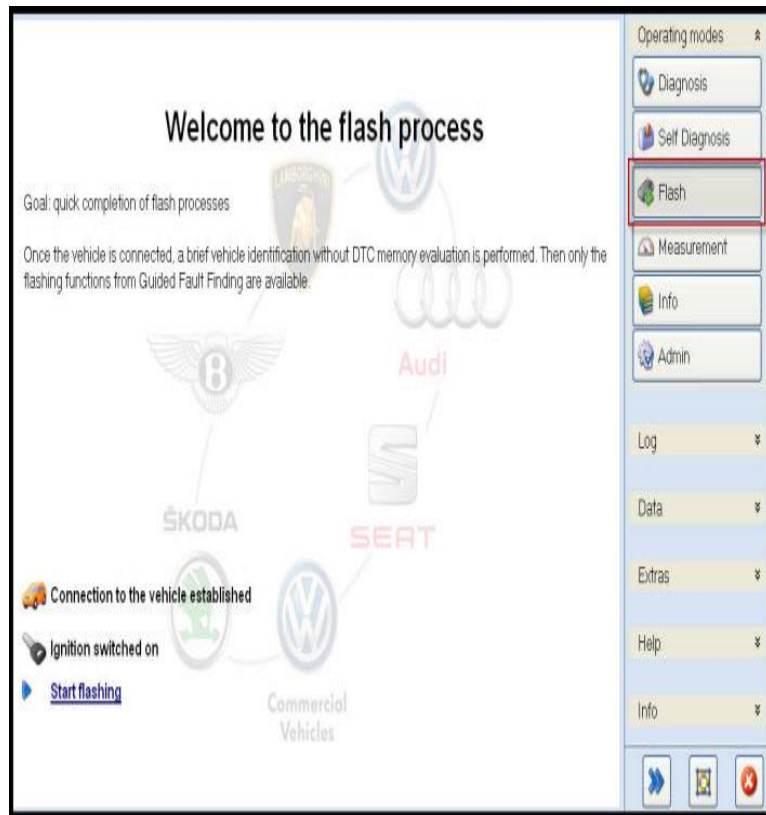 Welcome to the flash process
Goal: quick completion of flash processes
Once the vehicle is connected, a brief vehicle identification without DTC memory evaluation is performed. Then only the
flashing functions from Guided Fault Finding are available.
LAMBORGHINI
Audi
ŠKODA
SEAT
Commercial
Vehicles
Connection to the vehicle established
Ignition switched on
Start flashing
Operating modes
Diagnosis
Self Diagnosis
Flash
Measurement
Info
Admin
Log
Data
Extras
Help
Info